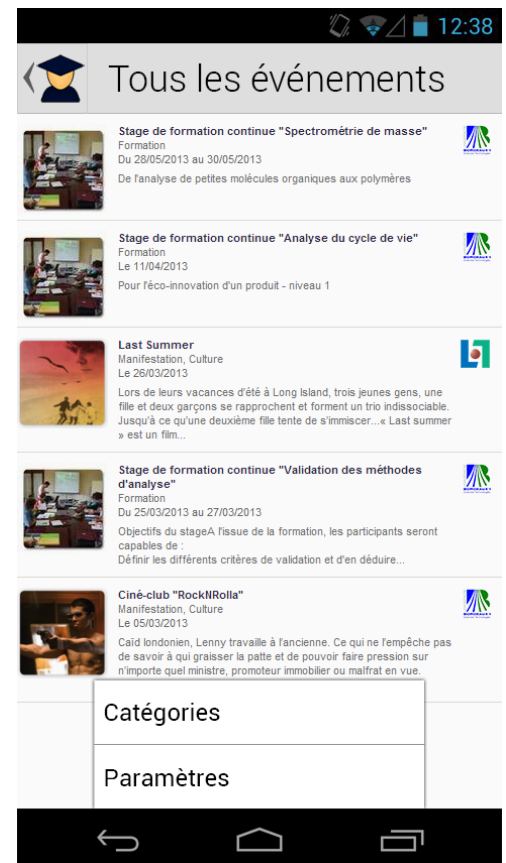 12:38
Tous les événements
Stage de formation continue "Spectrométrie de masse"
Formation
Du 28/05/2013 au 30/05/2013
De l'analyse de petites molécules organiques aux polymères
Stage de formation continue "Analyse du cycle de vie"
Formation
Le 11/04/2013
Pour l'éco-innovation d'un produit - niveau 1
Last Summer
Manifestation, Culture
Le 26/03/2013
Lors de leurs vacances d'été à Long Island, trois jeunes gens, une
fille et deux garçons se rapprochent et forment un trio indissociable.
Jusqu'à ce qu'une deuxième fille tente de s'immiscer...« Last summer
» est un film...
Stage de formation continue "Validation des méthodes
d'analyse"
Formation
Du 25/03/2013 au 27/03/2013
Objectifs du stageA l'issue de la formation, les participants seront
capables de :
Définir les différents critères de validation et d'en déduire...
Ciné-club "RockNRolla"
Manifestation, Culture
Le 05/03/2013
Caïd londonien, Lenny travaille à l'ancienne. Ce qui ne l'empêche pas
de savoir à qui graisser la patte et de pouvoir faire pression sur
n'importe quel ministre, promoteur immobilier ou malfrat en vue.
Catégories
Paramètres